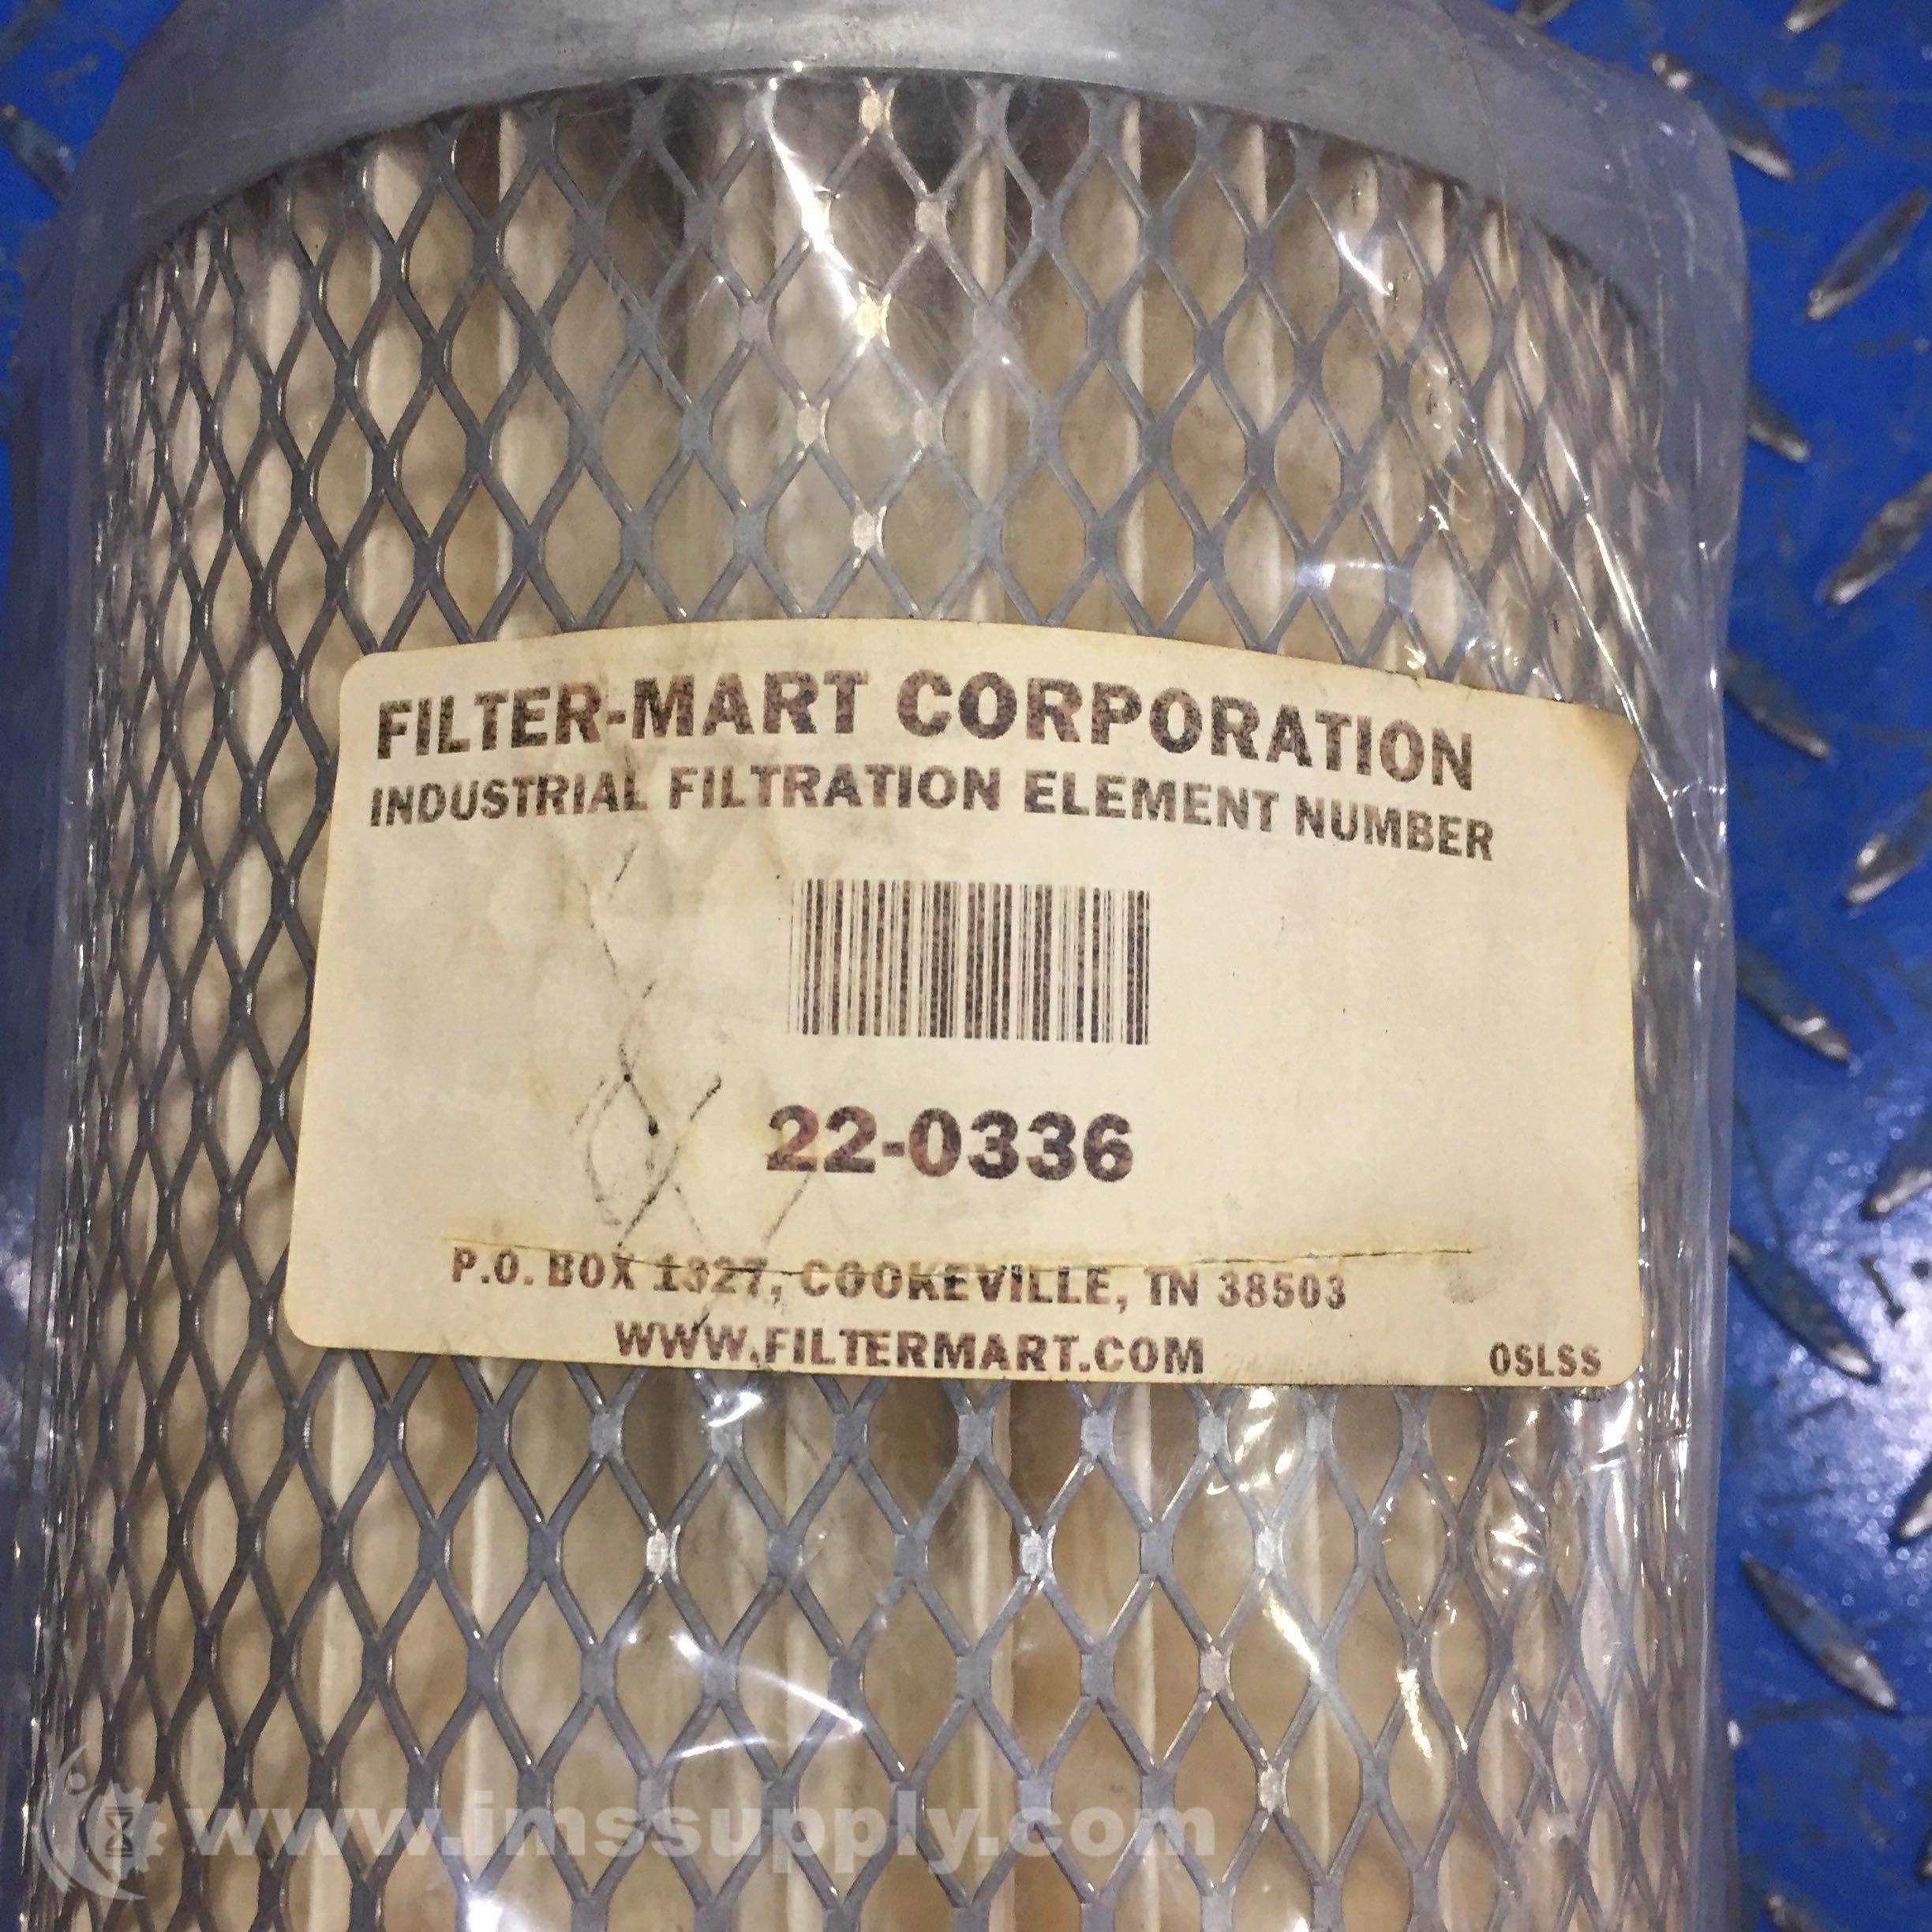 FILTER-MART CORPORATION
INDUSTRIAL FILTRATION ELEMENT NUMBER
22-0336
P.O. BOX 1327, COOKEVILLE, TN 38503
WWW.FILTERMART.COM
OSLSS
www.imssupply.com